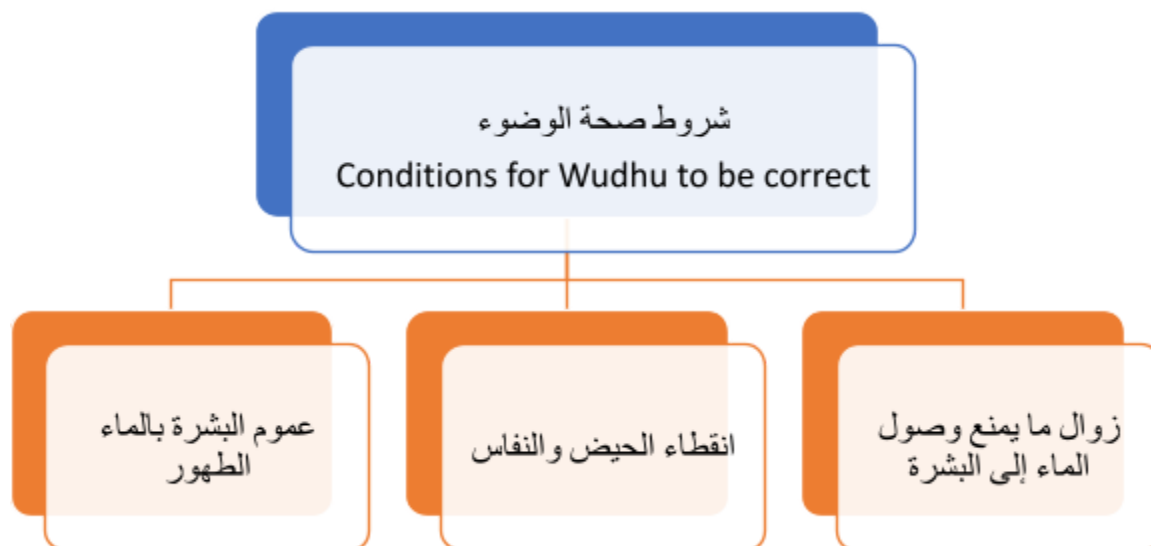 شروط صحة الوضوء
Conditions for Wudhu to be correct
زوال ما يمنع وصول
الماء إلى البشرة
انقطاء الحيض والنفاس
عموم البشرة بالماء
الطهور